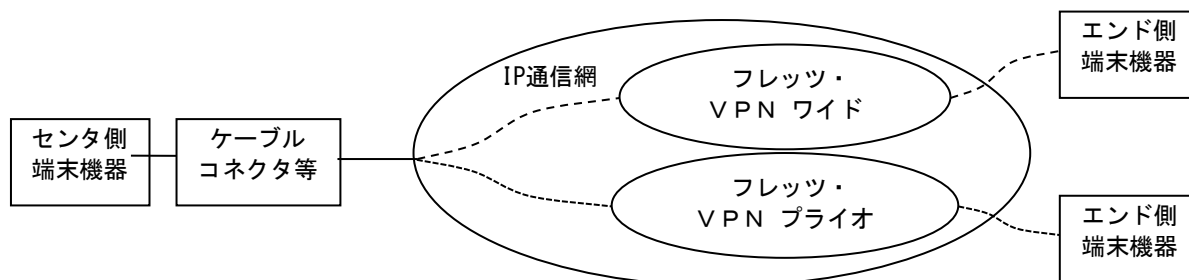 センタ側
端末機器
ケーブル
コネクタ等
IP通信網
フレッツ・
ＶＰＮ ワイド
フレッツ・
ＶＰＮ プライオ
エンド側
端末機器
エンド側
端末機器